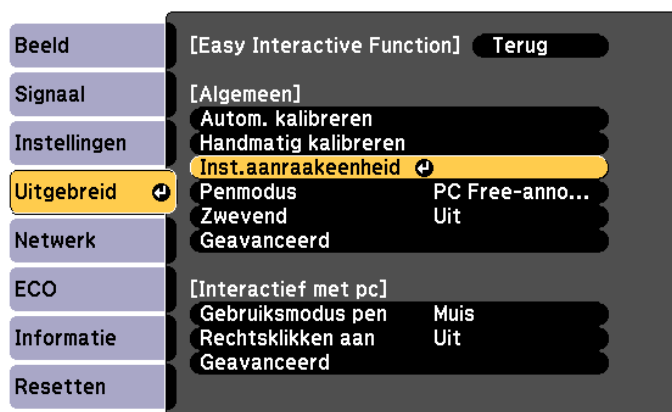 Beeld
Signaal
Instellingen
Uitgebreid
Netwerk
ECO
Informatie
Resetten
[Easy Interactive Function] Terug
[Algemeen]
Autom. kalibreren
Handmatig kalibreren
Inst.aanraakeenheid
Penmodus PC Free-anno...
Zwevend Uit
Geavanceerd
[Interactief met pc]
Gebruiksmodus pen Muis
Rechtsklikken aan Uit
Geavanceerd